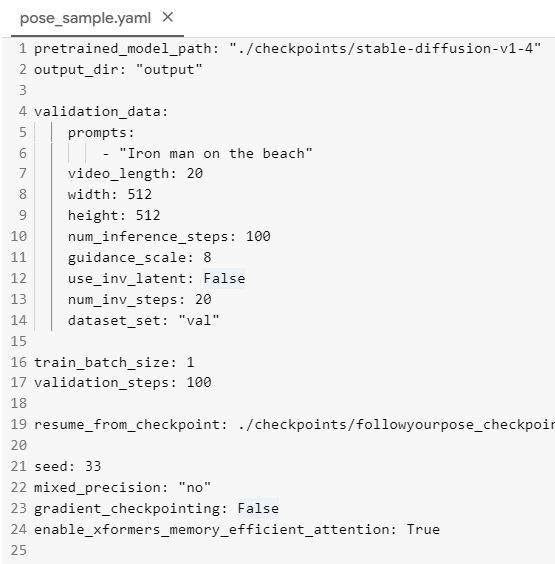 pose_sample.yaml ×
1 pretrained_model_path: "./checkpoints/stable-diffusion-v1-4"
2 output_dir: "output"
3
4 validation_data:
5     prompts:
6         - "Iron man on the beach"
7     video_length: 20
8     width: 512
9     height: 512
10     num_inference_steps: 100
11     guidance_scale: 8
12     use_inv_latent: False
13     num_inv_steps: 20
14     dataset_set: "val"
15
16 train_batch_size: 1
17 validation_steps: 100
18
19 resume_from_checkpoint: ./checkpoints/followyourpose_checkpoin
20
21 seed: 33
22 mixed_precision: "no"
23 gradient_checkpointing: False
24 enable_xformers_memory_efficient_attention: True
25